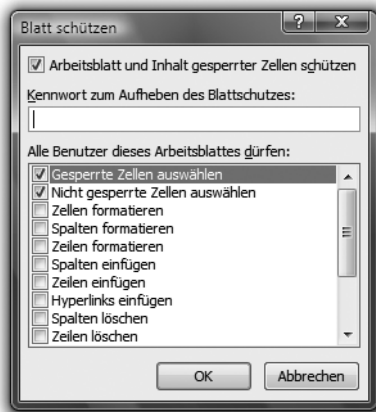 Blatt schützen
Arbeitsblatt und Inhalt gesperrter Zellen schützen
Kennwort zum Aufheben des Blattschutzes:
Alle Benutzer dieses Arbeitsblattes dürfen:
Gesperrte Zellen auswählen
Nicht gesperrte Zellen auswählen
Zellen formatieren
Spalten formatieren
Zeilen formatieren
Spalten einfügen
Zeilen einfügen
Hyperlinks einfügen
Spalten löschen
Zeilen löschen
OK Abbrechen